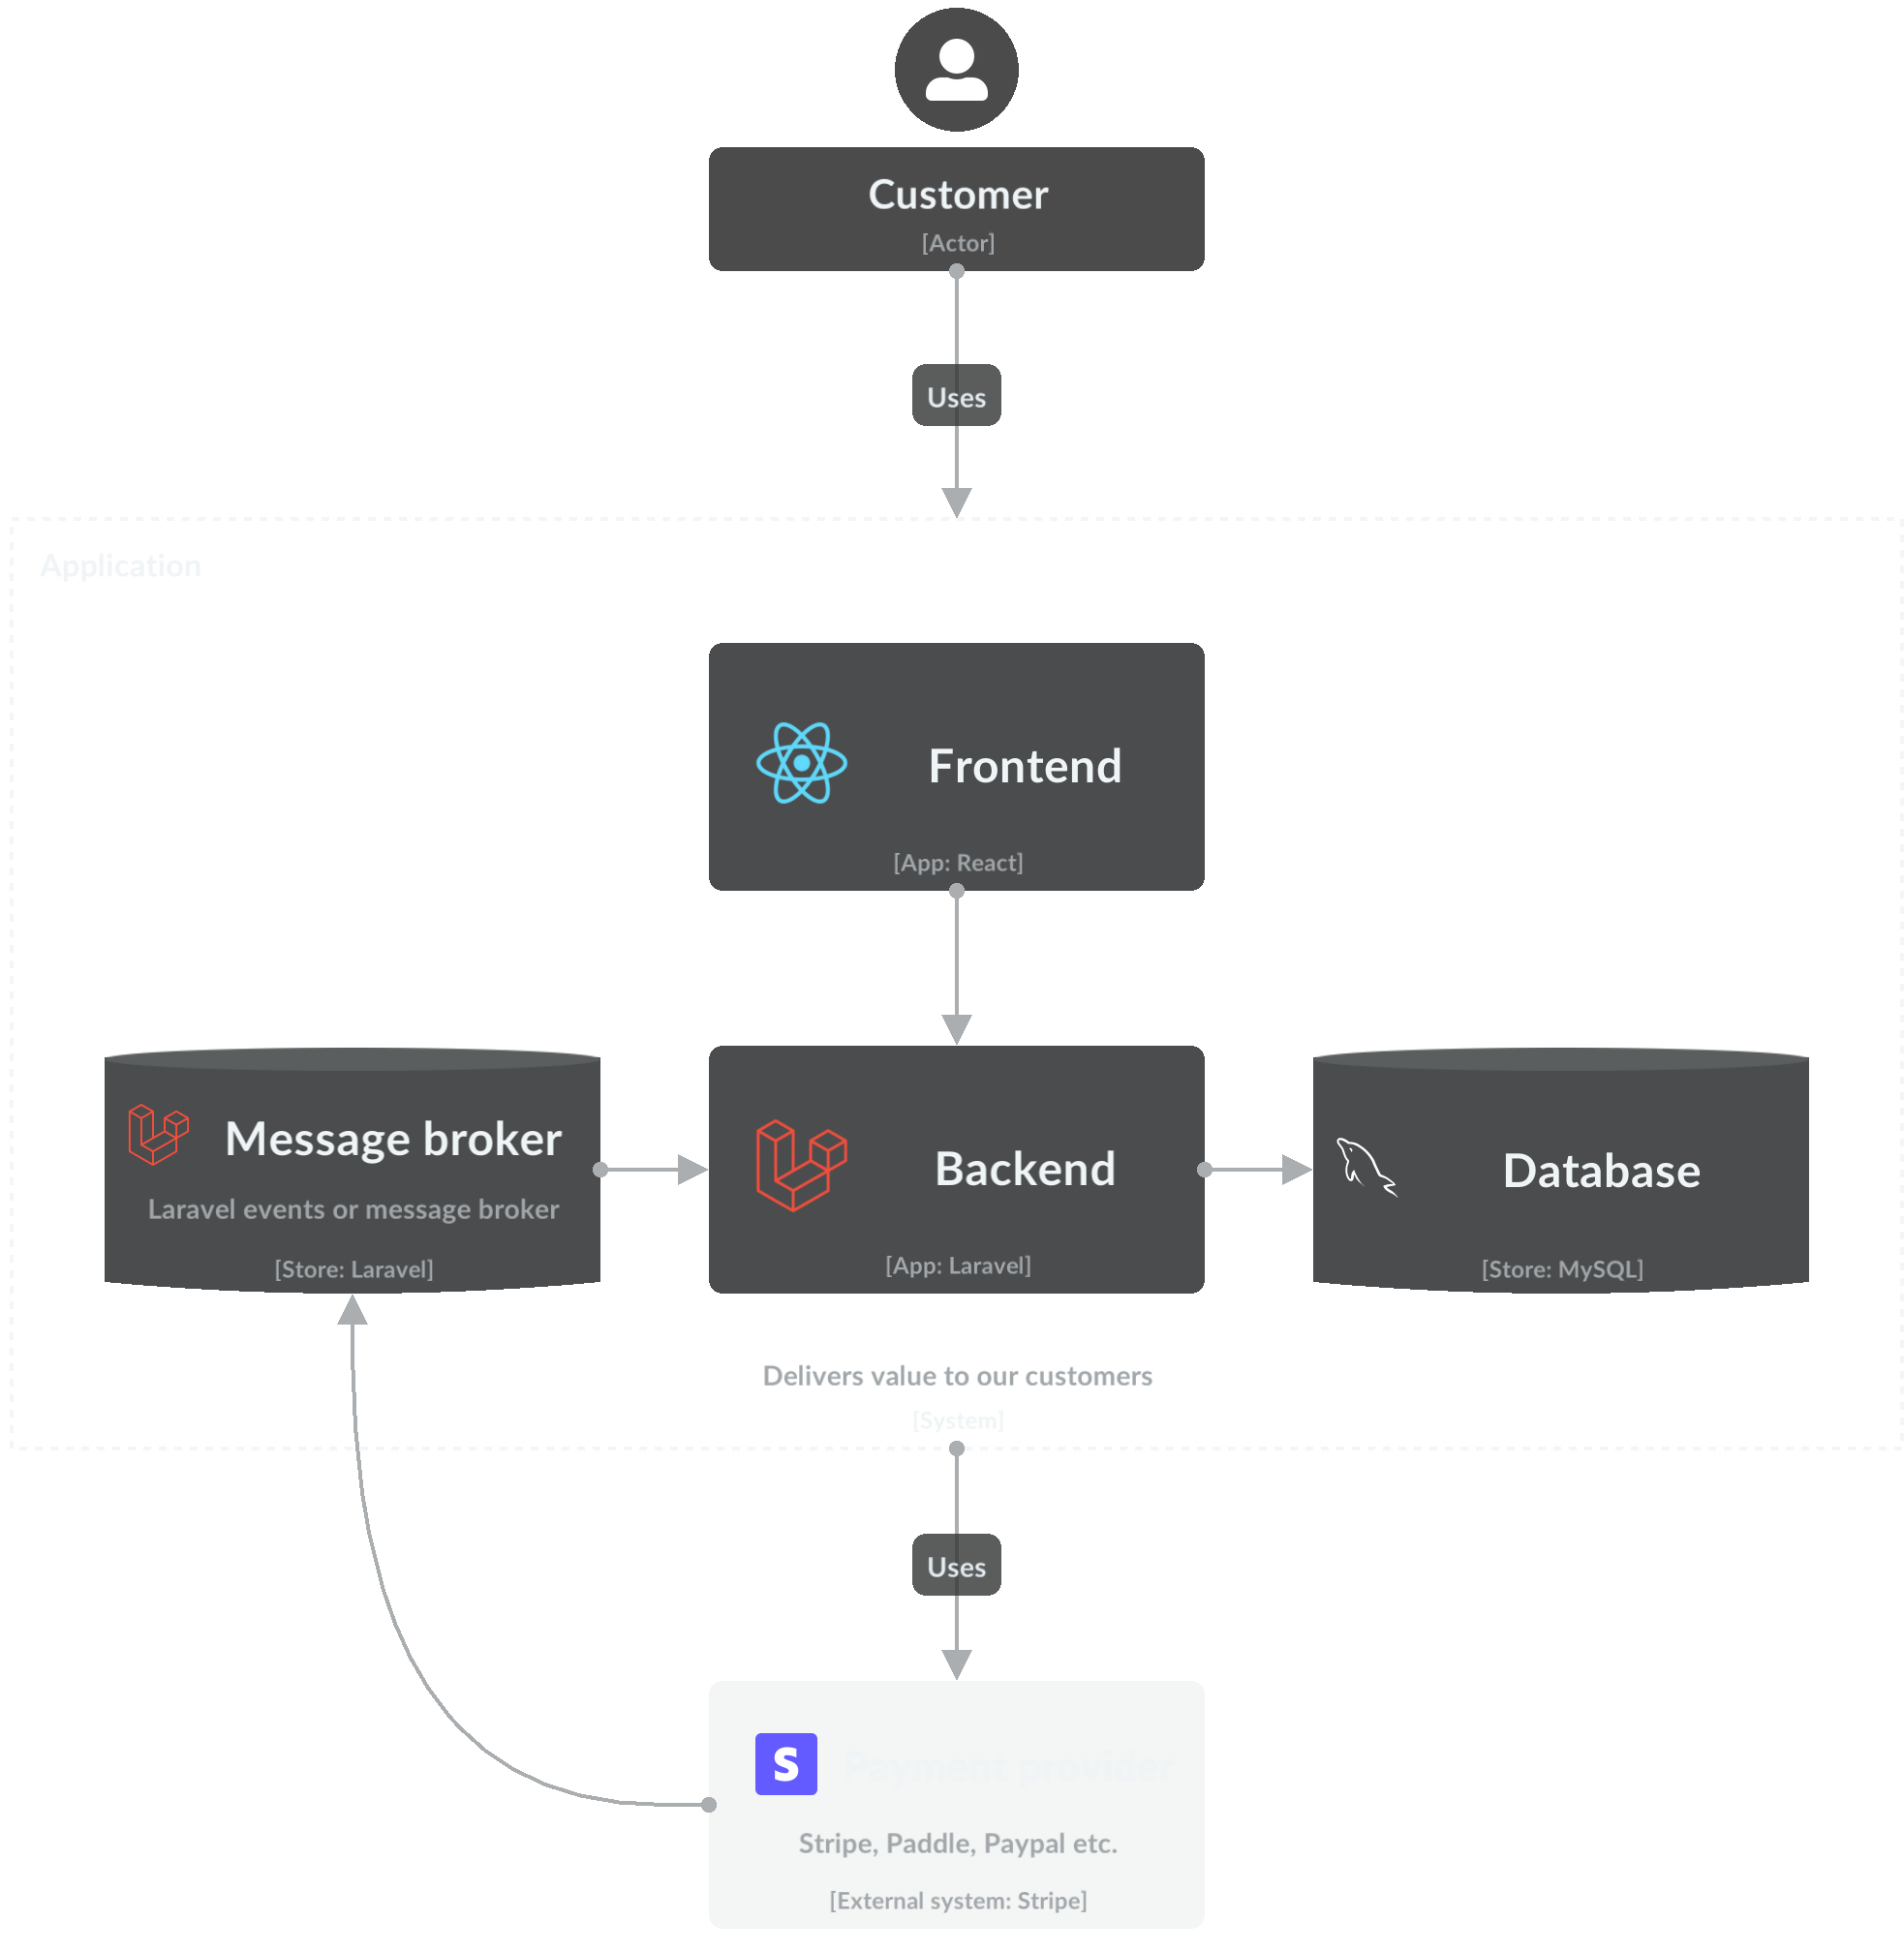 Customer
[Actor]
Uses
Application
Frontend
[App: React]
Message broker
Laravel events or message broker
[Store: Laravel]
Backend
[App: Laravel]
Database
[Store: MySQL]
Delivers value to our customers
[System]
Uses
S
Payment provider
Stripe, Paddle, Paypal etc.
[External system: Stripe]